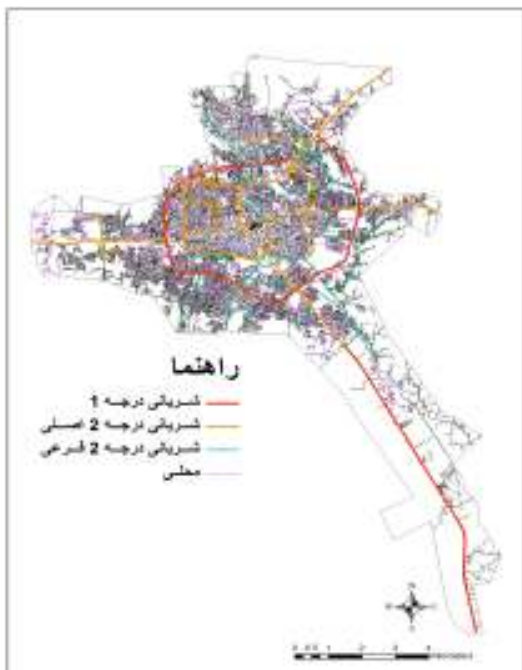 راهنما
شریانی درجه 1
شریانی درجه 2 اصلی
شریانی درجه 2 فرعی
محلی